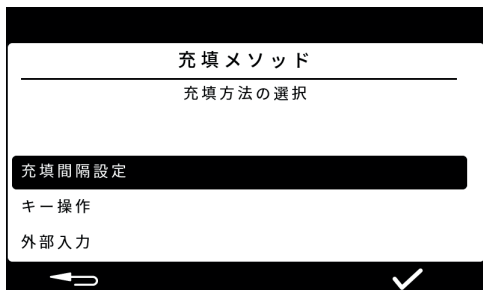 充填メソッド
充填方法の選択
充填間隔設定
キー操作
外部入力